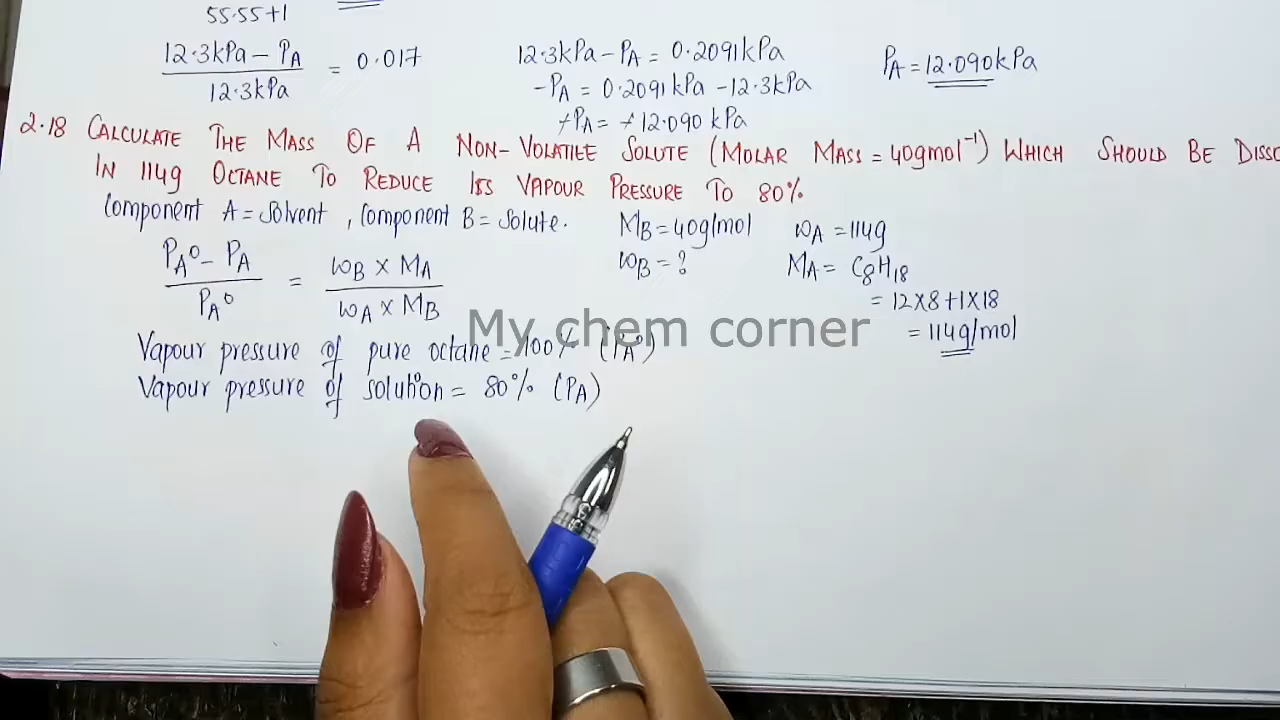 55.55+1
12.3kPa - PA / 12.3kPa = 0.017
12.3kPa - PA = 0.2091kPa
-PA = 0.2091kPa - 12.3kPa
+PA = +12.090 kPa
PA = 12.090kPa
2.18 CALCULATE THE MASS OF A NON-VOLATILE SOLUTE (MOLAR MASS = 40gmol⁻¹) WHICH SHOULD BE DISSO
IN 114g OCTANE TO REDUCE ITS VAPOUR PRESSURE TO 80%
Component A = Solvent, Component B = Solute.
PA° - PA / PA° = wB × MA / wA × MB
MB = 40g/mol
wB = ?
wA = 114g
MA = C8H18
= 12×8+1×18
= 114g/mol
My chem corner
Vapour pressure of pure octane = 100% (PA°)
Vapour pressure of solution = 80% (PA)